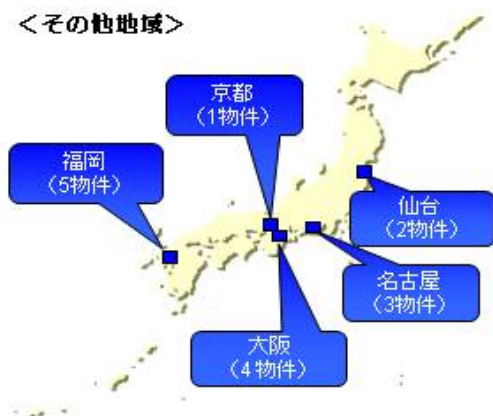 ＜その他地域＞
京都
（1物件）
福岡
（5物件）
仙台
（2物件）
名古屋
（3物件）
大阪
（4物件）